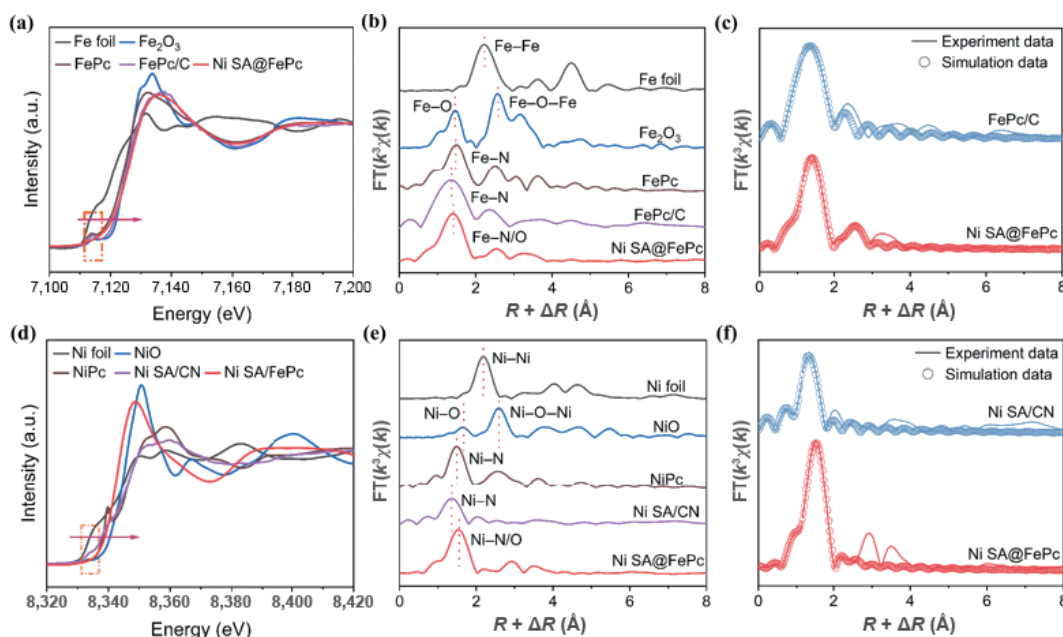 (a)
Fe foil
Fe₂O₃
FePc
FePc/C
Ni SA@FePc
Intensity (a.u.)
7,100 7,120 7,140 7,160 7,180 7,200
Energy (eV)
(b)
Fe–Fe
Fe foil
Fe–O
Fe–O–Fe
Fe₂O₃
Fe–N
FePc
Fe–N
FePc/C
Fe–N/O
Ni SA@FePc
FT(k³χ(k))
0 2 4 6 8
R + ΔR (Å)
(c)
Experiment data
Simulation data
FePc/C
Ni SA@FePc
FT(k³χ(k))
0 2 4 6 8
R + ΔR (Å)
(d)
Ni foil
NiO
NiPc
Ni SA/CN
Ni SA/FePc
Intensity (a.u.)
8,320 8,340 8,360 8,380 8,400 8,420
Energy (eV)
(e)
Ni–Ni
Ni foil
Ni–O
Ni–O–Ni
NiO
Ni–N
NiPc
Ni–N
Ni SA/CN
Ni–N/O
Ni SA@FePc
FT(k³χ(k))
0 2 4 6 8
R + ΔR (Å)
(f)
Experiment data
Simulation data
Ni SA/CN
Ni SA@FePc
FT(k³χ(k))
0 2 4 6 8
R + ΔR (Å)